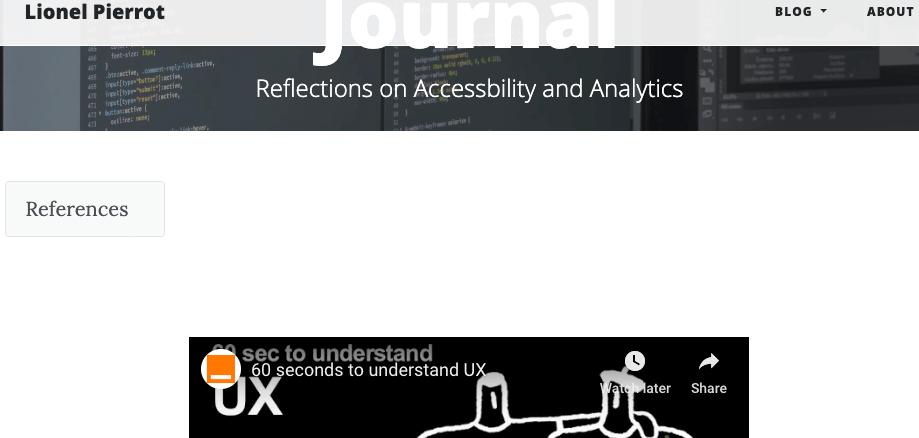 Lionel Pierrot
BLOG
ABOUT
Journal
Reflections on Accessbility and Analytics
References
60 sec to understand
UX
60 seconds to understand UX
Watch later
Share